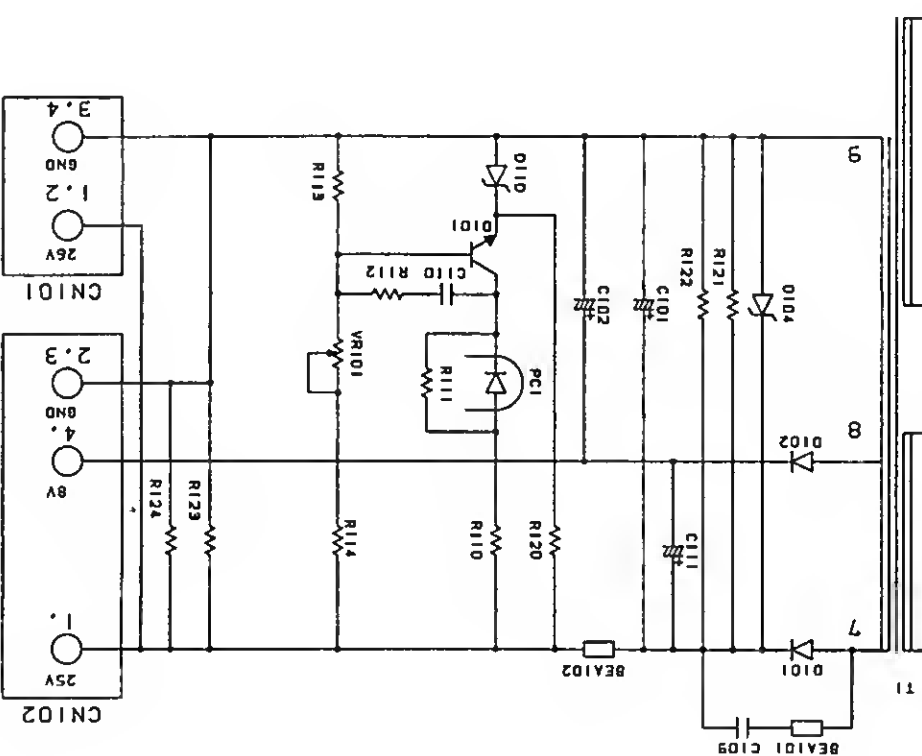 BEA101
C109
T1
CN102
D101
BEA102
25V
7
1.
C111
R120
R110
R114
R123
R124
D102
8V
8
4.
PC1
R111
VR101
GND
2.3
D104
R121
R122
C101
C102
C110
R112
CN101
Q101
26V
1.2
D110
R113
GND
9
3.4